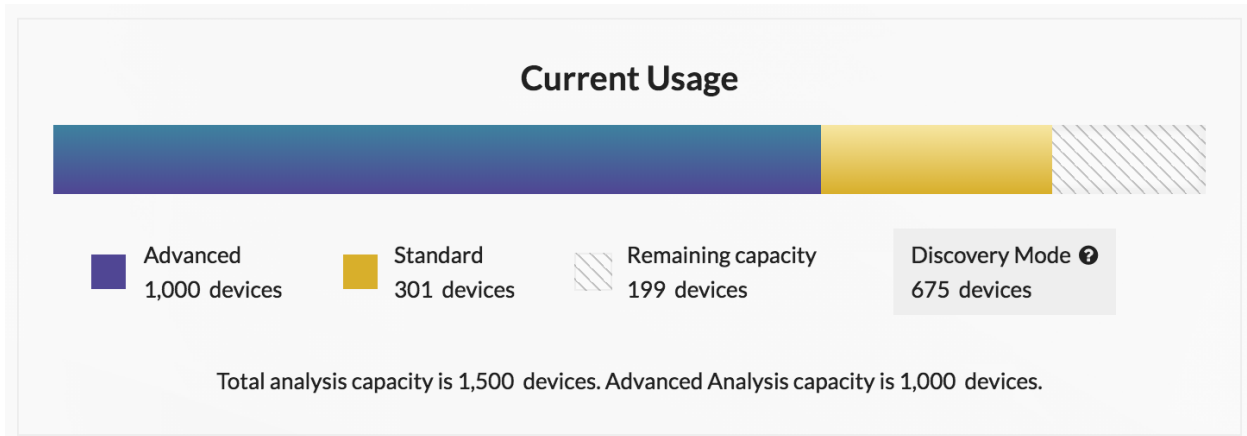 Current Usage
Advanced
1,000 devices
Standard
301 devices
Remaining capacity
199 devices
Discovery Mode ?
675 devices
Total analysis capacity is 1,500 devices. Advanced Analysis capacity is 1,000 devices.